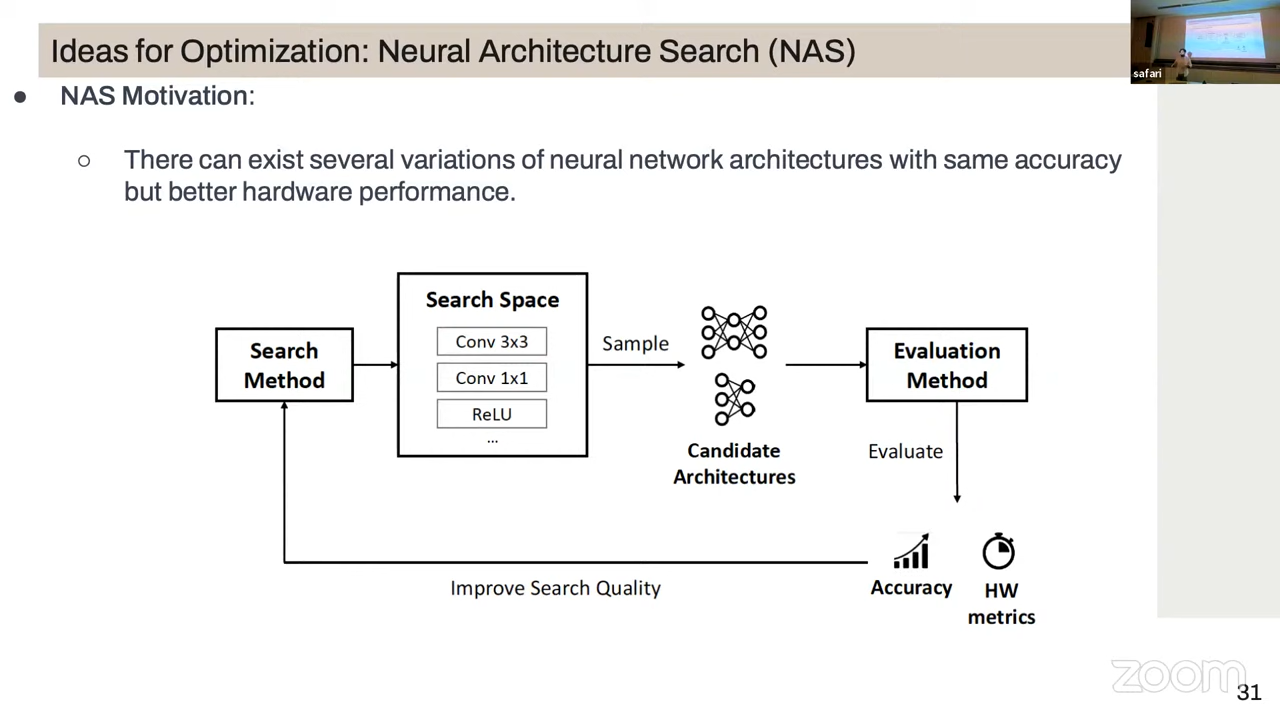 Ideas for Optimization: Neural Architecture Search (NAS)
safari
● NAS Motivation:
○ There can exist several variations of neural network architectures with same accuracy
but better hardware performance.
Search
Method
Search Space
Conv 3x3
Conv 1x1
ReLU
...
Sample
Candidate
Architectures
Evaluation
Method
Evaluate
Accuracy
HW
metrics
Improve Search Quality
zoom
31